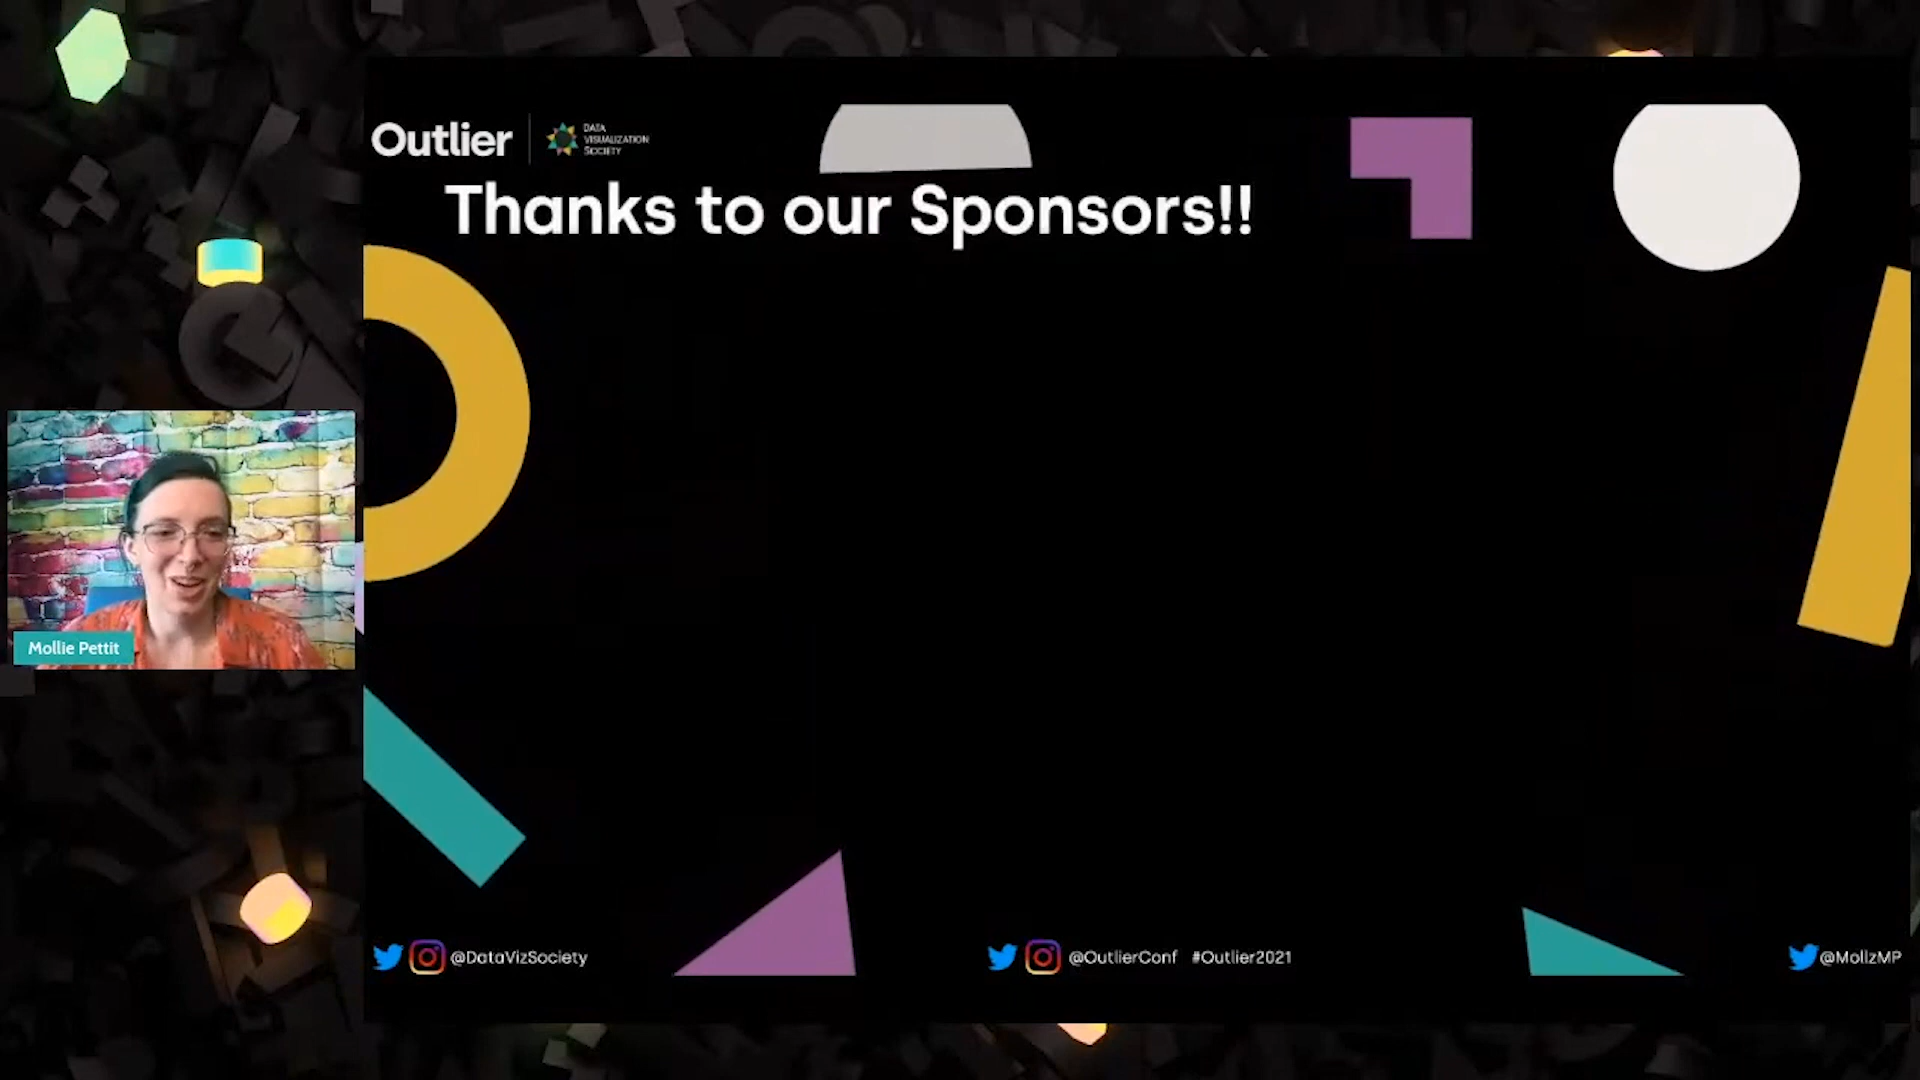 Outlier
DATA
VISUALIZATION
SOCIETY
Thanks to our Sponsors!!
Mollie Pettit
@DataVizSociety
@OutlierConf #Outlier2021
@MollzMP